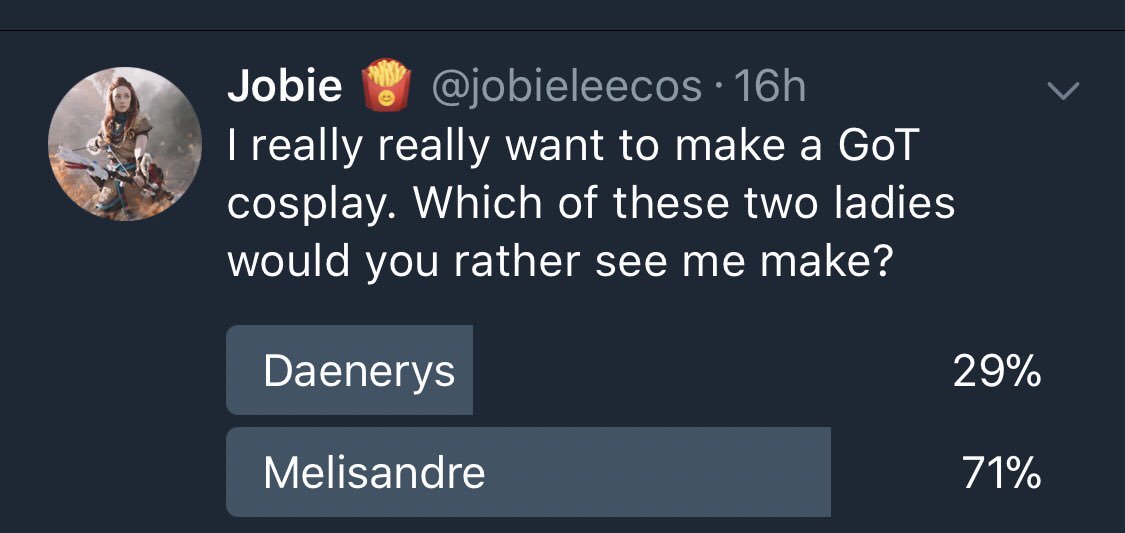 Jobie 🍟 @jobieleecos · 16h
I really really want to make a GoT
cosplay. Which of these two ladies
would you rather see me make?
Daenerys 29%
Melisandre 71%